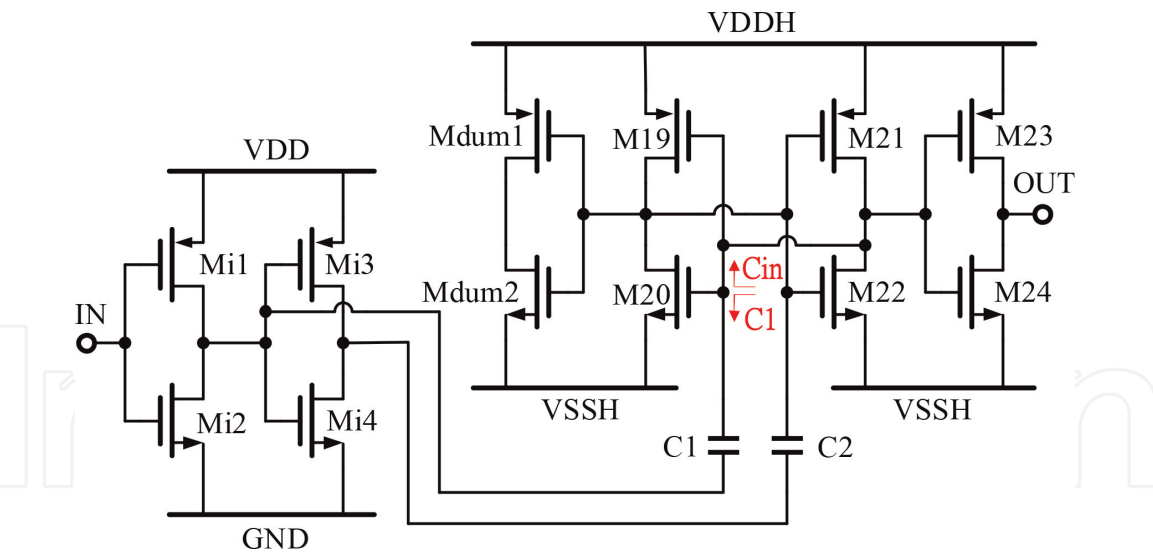 VDDH
Mdum1
M19
M21
M23
VDD
OUT
Mi1
Mi3
Cin
Mdum2
M20
M22
M24
C1
IN
VSSH
VSSH
Mi2
Mi4
C1
C2
GND